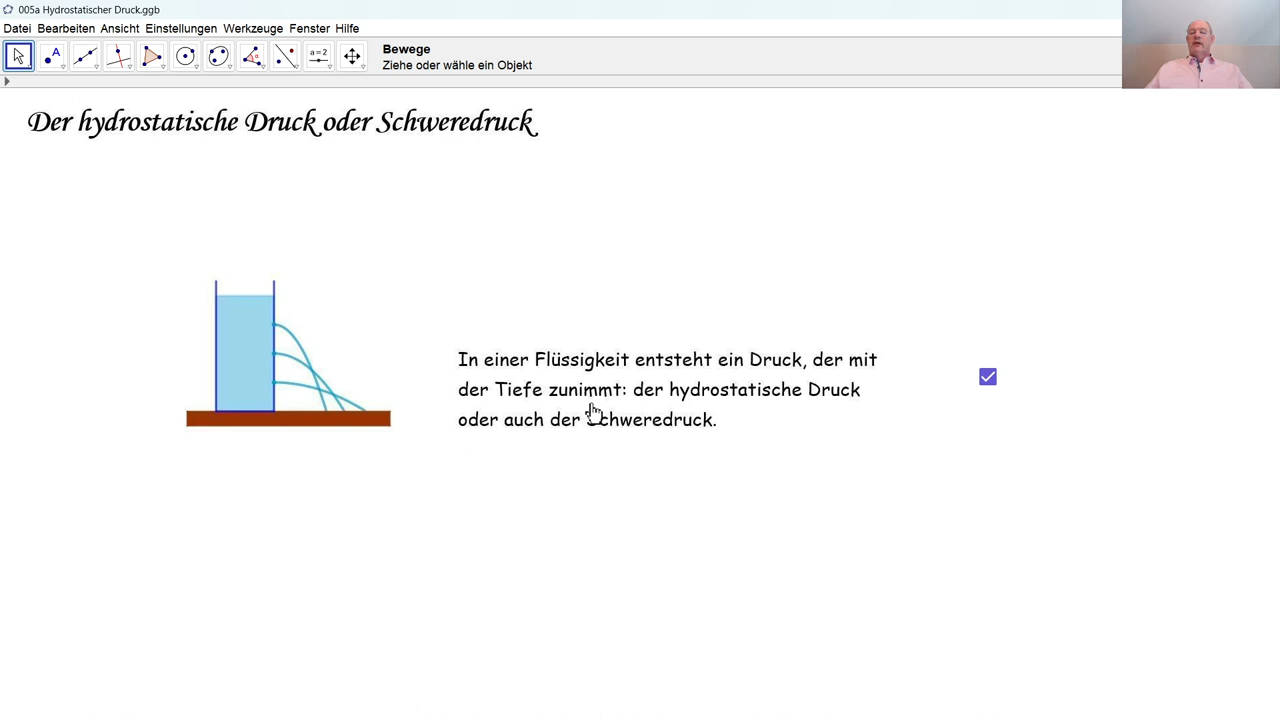 005a Hydrostatischer Druck.ggb
Datei Bearbeiten Ansicht Einstellungen Werkzeuge Fenster Hilfe
A
a=2
Bewege
Ziehe oder wähle ein Objekt
Der hydrostatische Druck oder Schweredruck
In einer Flüssigkeit entsteht ein Druck, der mit
der Tiefe zunimmt: der hydrostatische Druck
oder auch der Schweredruck.